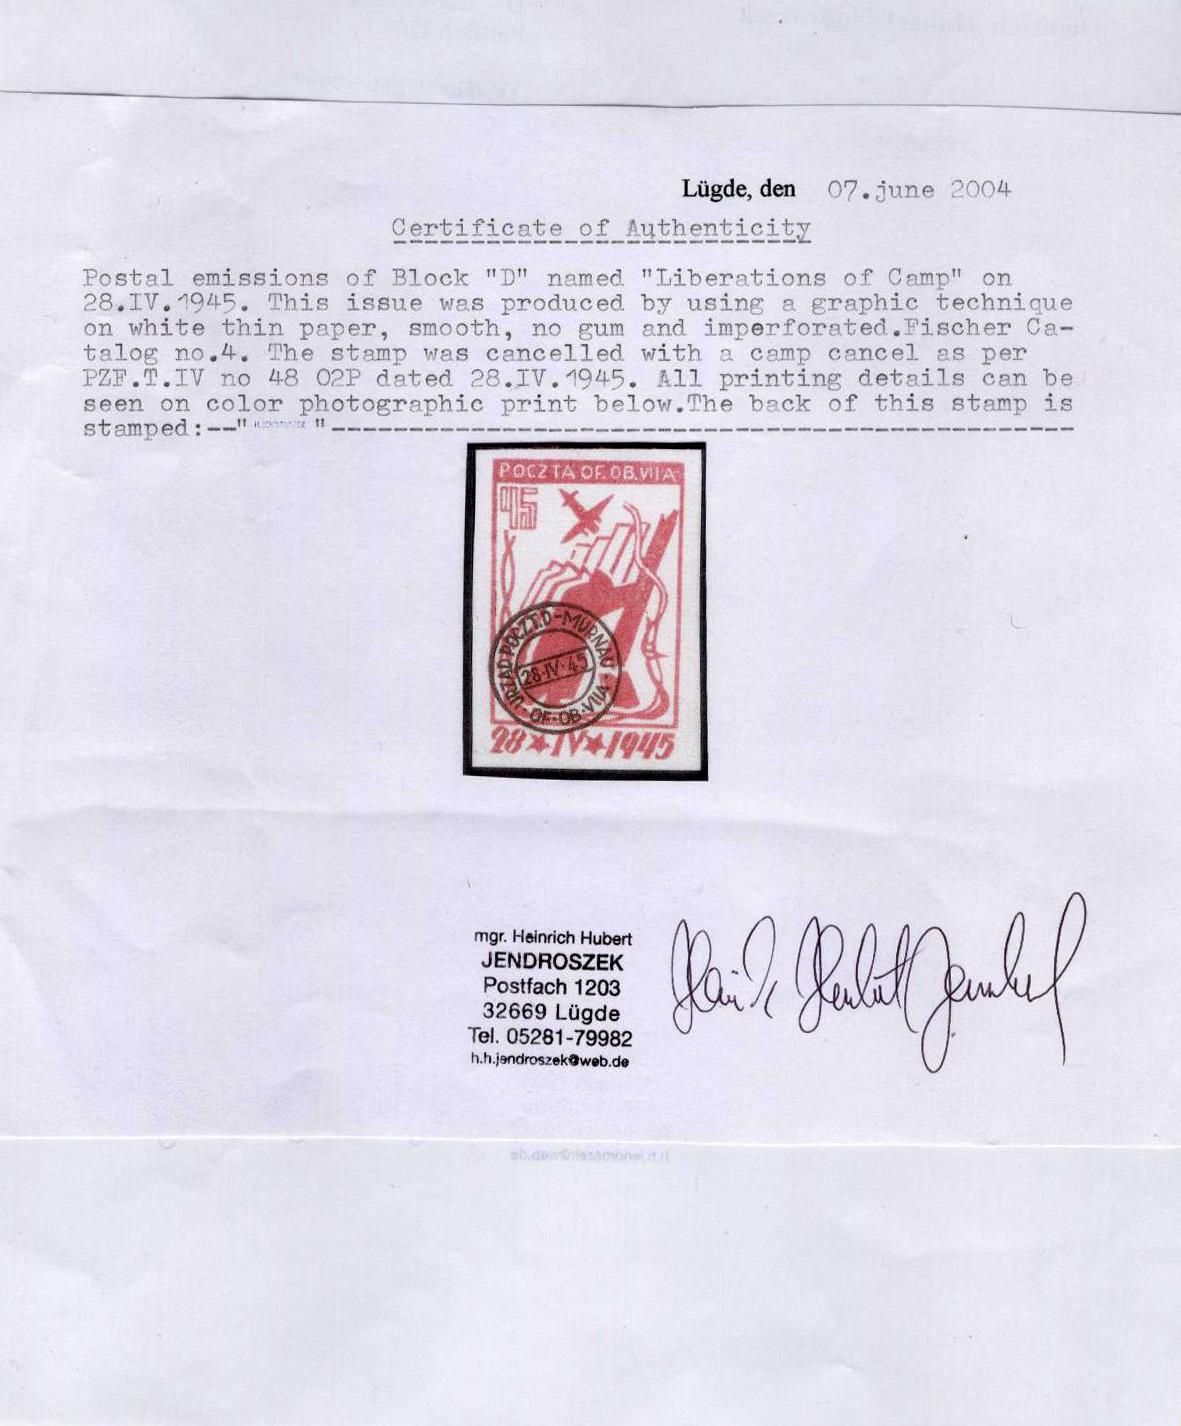 Lügde, den 07.june 2004
Certificate of Authenticity
Postal emissions of Block "D" named "Liberations of Camp" on
28.IV.1945. This issue was produced by using a graphic technique
on white thin paper, smooth, no gum and imperforated.Fischer Ca-
talog no.4. The stamp was cancelled with a camp cancel as per
PZF.T.IV no 48 02P dated 28.IV.1945. All printing details can be
seen on color photographic print below.The back of this stamp is
stamped:--" H.JENDROSZEK "------------------------------------------------
POCZTA OF. OB. VIIA
45
URZĄD POCZT. D-MURNAU
28·IV·45
OF·OB·VIIA
28★IV★1945
mgr. Heinrich Hubert
JENDROSZEK
Postfach 1203
32669 Lügde
Tel. 05281-79982
h.h.jendroszek@web.de
h.h.jendroszek@web.de